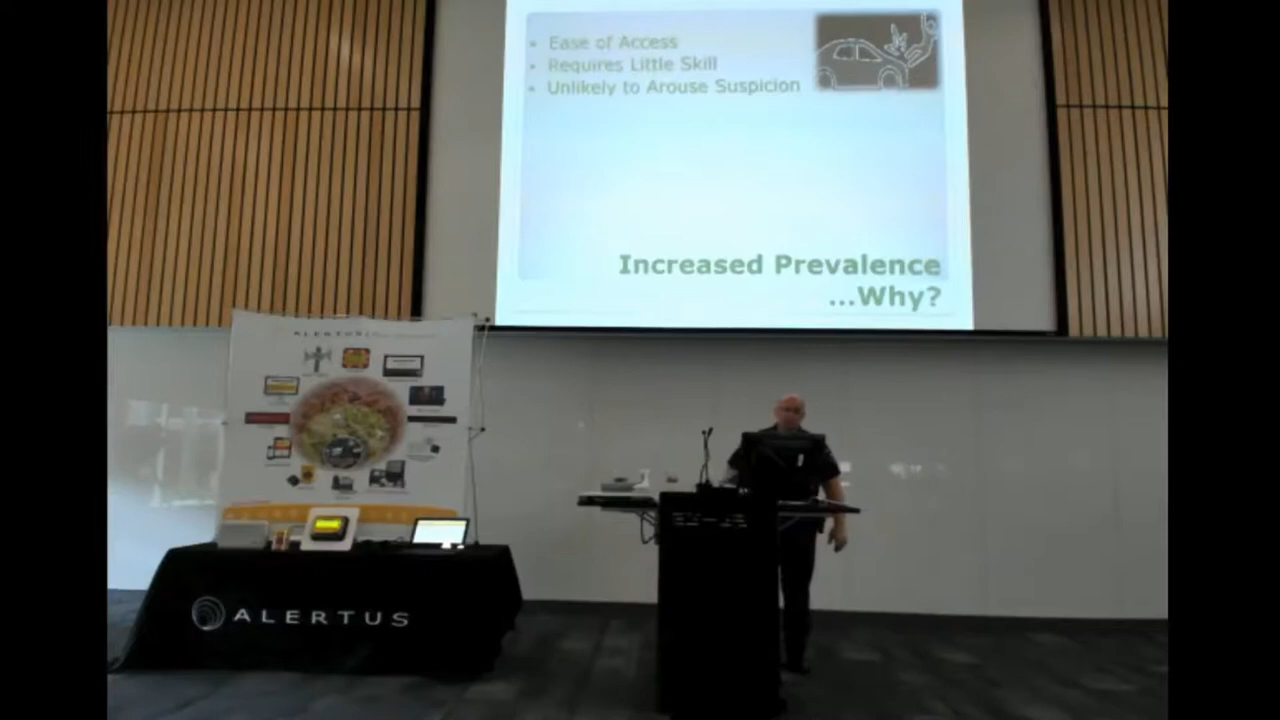 Ease of Access
Requires Little Skill
Unlikely to Arouse Suspicion
Increased Prevalence
...Why?
ALERTUS
ALERTUS